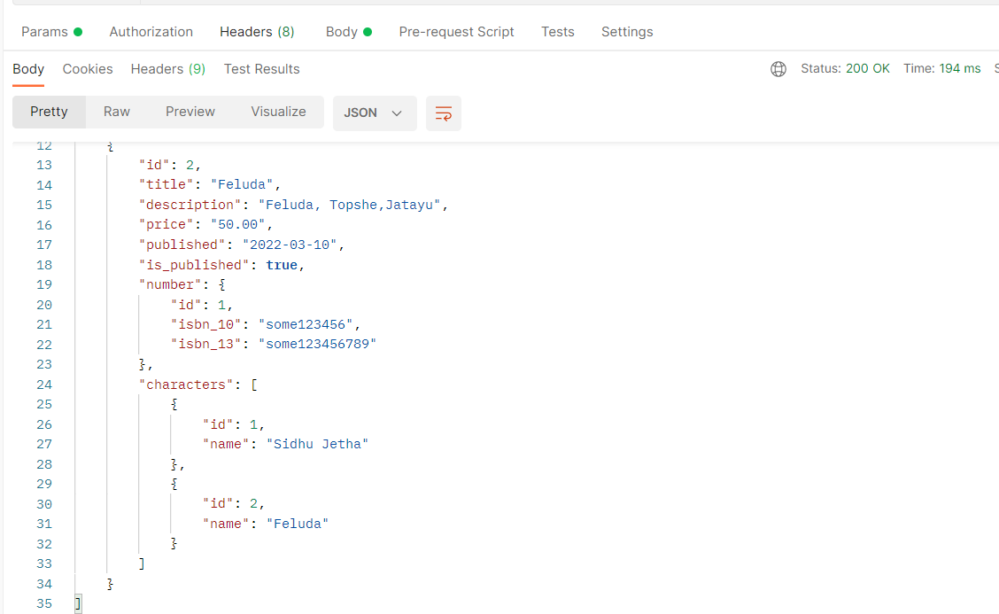 Params Authorization Headers (8) Body Pre-request Script Tests Settings
Body Cookies Headers (9) Test Results Status: 200 OK Time: 194 ms
Pretty Raw Preview Visualize JSON
12 {
13 "id": 2,
14 "title": "Feluda",
15 "description": "Feluda, Topshe,Jatayu",
16 "price": "50.00",
17 "published": "2022-03-10",
18 "is_published": true,
19 "number": {
20 "id": 1,
21 "isbn_10": "some123456",
22 "isbn_13": "some123456789"
23 },
24 "characters": [
25 {
26 "id": 1,
27 "name": "Sidhu Jetha"
28 },
29 {
30 "id": 2,
31 "name": "Feluda"
32 }
33 ]
34 }
35 ]